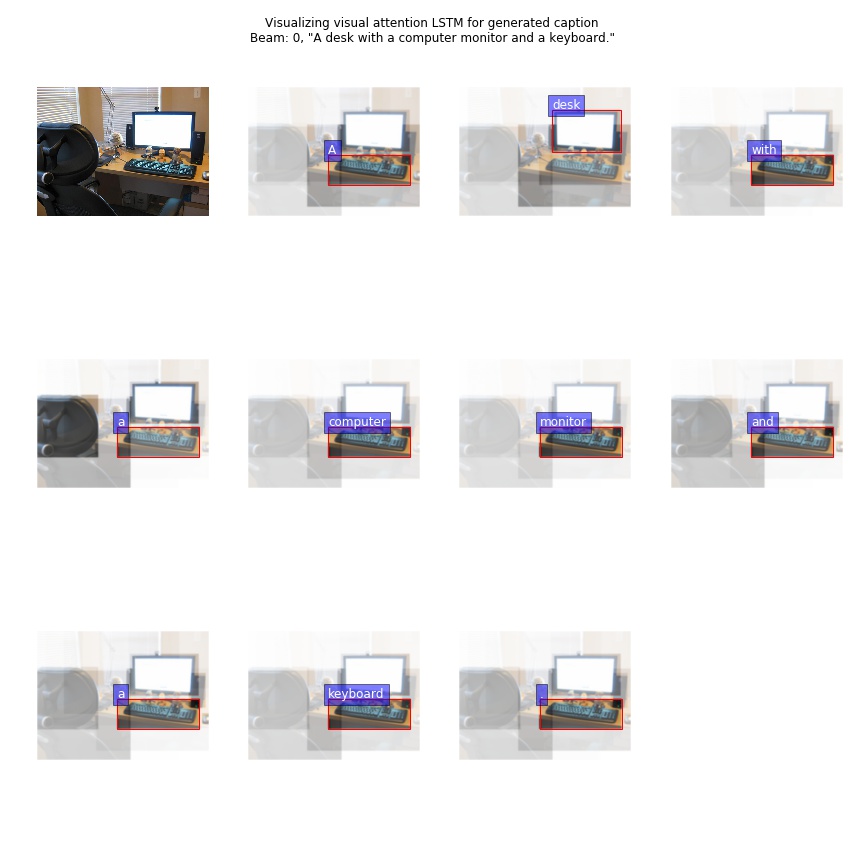 Visualizing visual attention LSTM for generated caption
Beam: 0, "A desk with a computer monitor and a keyboard."
A
desk
with
a
computer
monitor
and
a
keyboard
.